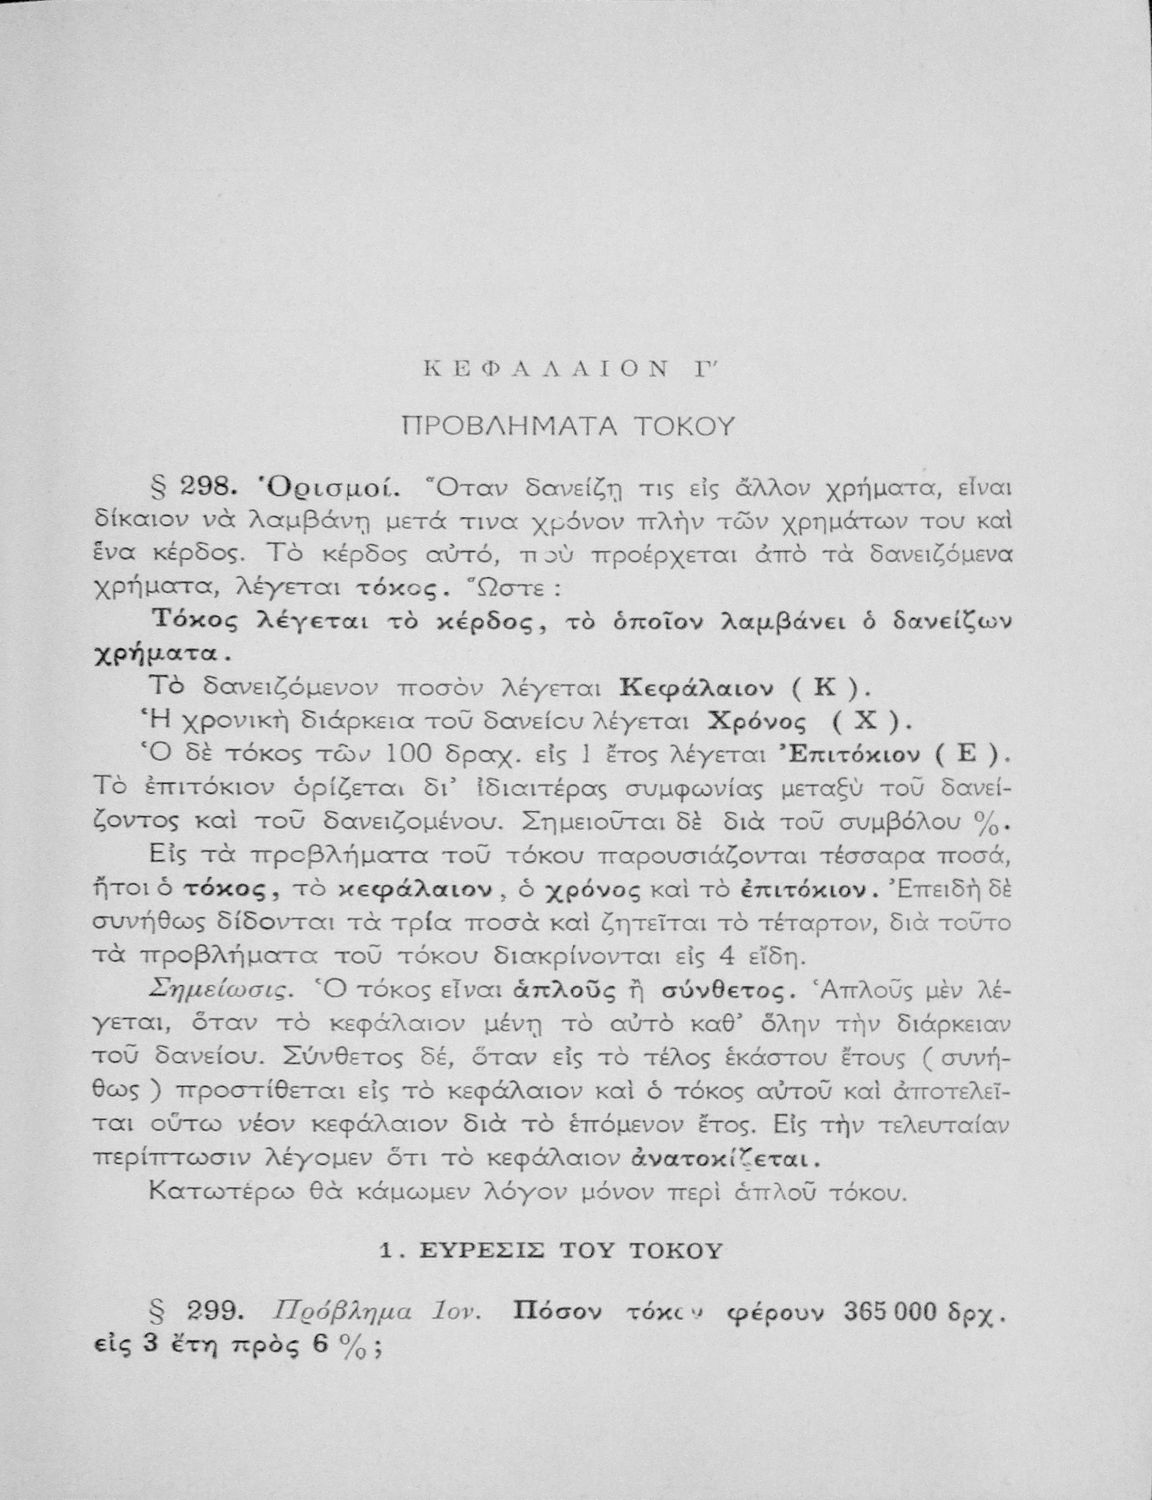 ΚΕΦΑΛΑΙΟΝ Γ′
ΠΡΟΒΛΗΜΑΤΑ ΤΟΚΟΥ
§ 298. Ὁρισμοί. Ὅταν δανείζῃ τις εἰς ἄλλον χρήματα, εἶναι
δίκαιον νὰ λαμβάνῃ μετά τινα χρόνον πλὴν τῶν χρημάτων του καὶ
ἕνα κέρδος. Τὸ κέρδος αὐτό, ποὺ προέρχεται ἀπὸ τὰ δανειζόμενα
χρήματα, λέγεται τόκος. Ὥστε :
Τόκος λέγεται τὸ κέρδος, τὸ ὁποῖον λαμβάνει ὁ δανείζων
χρήματα.
Τὸ δανειζόμενον ποσὸν λέγεται Κεφάλαιον ( Κ ).
Ἡ χρονικὴ διάρκεια τοῦ δανείου λέγεται Χρόνος ( Χ ).
Ὁ δὲ τόκος τῶν 100 δραχ. εἰς 1 ἔτος λέγεται Ἐπιτόκιον ( Ε ).
Τὸ ἐπιτόκιον ὁρίζεται δι’ ἰδιαιτέρας συμφωνίας μεταξὺ τοῦ δανεί-
ζοντος καὶ τοῦ δανειζομένου. Σημειοῦται δὲ διὰ τοῦ συμβόλου %.
Εἰς τὰ προβλήματα τοῦ τόκου παρουσιάζονται τέσσαρα ποσά,
ἤτοι ὁ τόκος, τὸ κεφάλαιον, ὁ χρόνος καὶ τὸ ἐπιτόκιον. Ἐπειδὴ δὲ
συνήθως δίδονται τὰ τρία ποσὰ καὶ ζητεῖται τὸ τέταρτον, διὰ τοῦτο
τὰ προβλήματα τοῦ τόκου διακρίνονται εἰς 4 εἴδη.
Σημείωσις. Ὁ τόκος εἶναι ἁπλοῦς ἢ σύνθετος. Ἁπλοῦς μὲν λέ-
γεται, ὅταν τὸ κεφάλαιον μένῃ τὸ αὐτὸ καθ’ ὅλην τὴν διάρκειαν
τοῦ δανείου. Σύνθετος δέ, ὅταν εἰς τὸ τέλος ἑκάστου ἔτους ( συνή-
θως ) προστίθεται εἰς τὸ κεφάλαιον καὶ ὁ τόκος αὐτοῦ καὶ ἀποτελεῖ-
ται οὕτω νέον κεφάλαιον διὰ τὸ ἑπόμενον ἔτος. Εἰς τὴν τελευταίαν
περίπτωσιν λέγομεν ὅτι τὸ κεφάλαιον ἀνατοκίζεται.
Κατωτέρω θὰ κάμωμεν λόγον μόνον περὶ ἁπλοῦ τόκου.
1. ΕΥΡΕΣΙΣ ΤΟΥ ΤΟΚΟΥ
§ 299. Πρόβλημα 1ον. Πόσον τόκον φέρουν 365 000 δρχ.
εἰς 3 ἔτη πρὸς 6 % ;